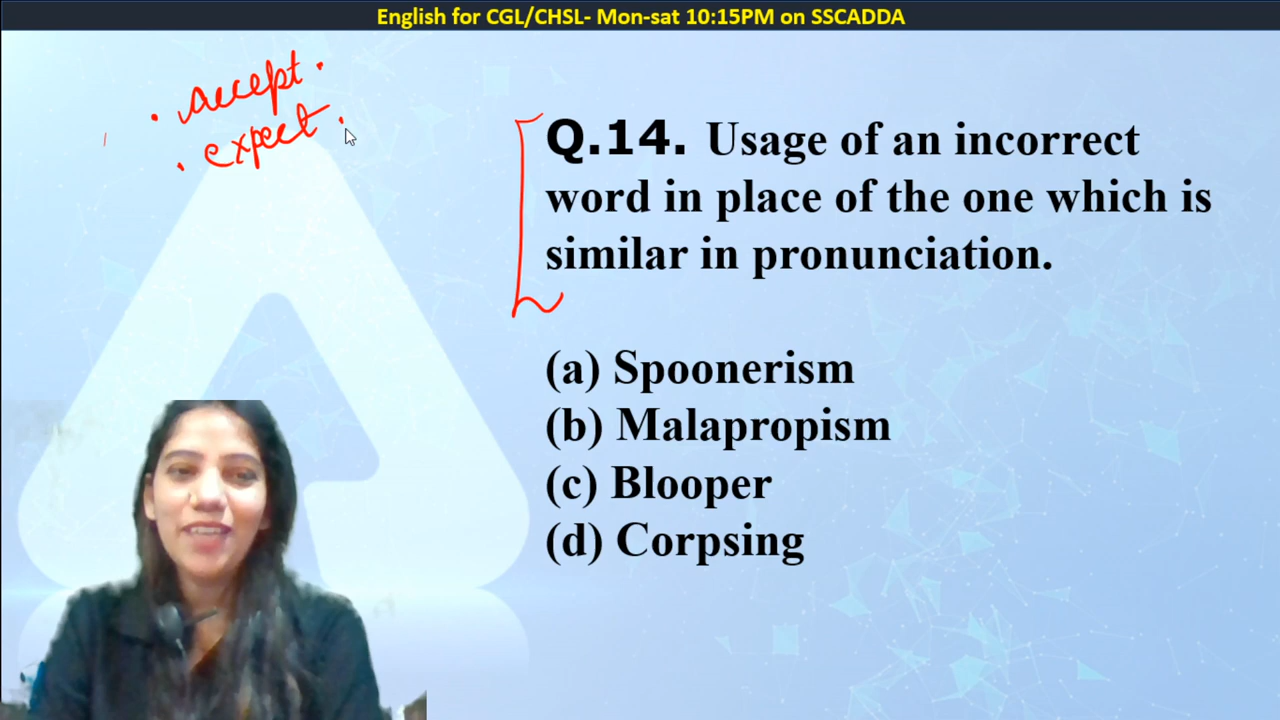 English for CGL/CHSL- Mon-sat 10:15PM on SSCADDA
accept
expect
Q.14. Usage of an incorrect
word in place of the one which is
similar in pronunciation.
(a) Spoonerism
(b) Malapropism
(c) Blooper
(d) Corpsing